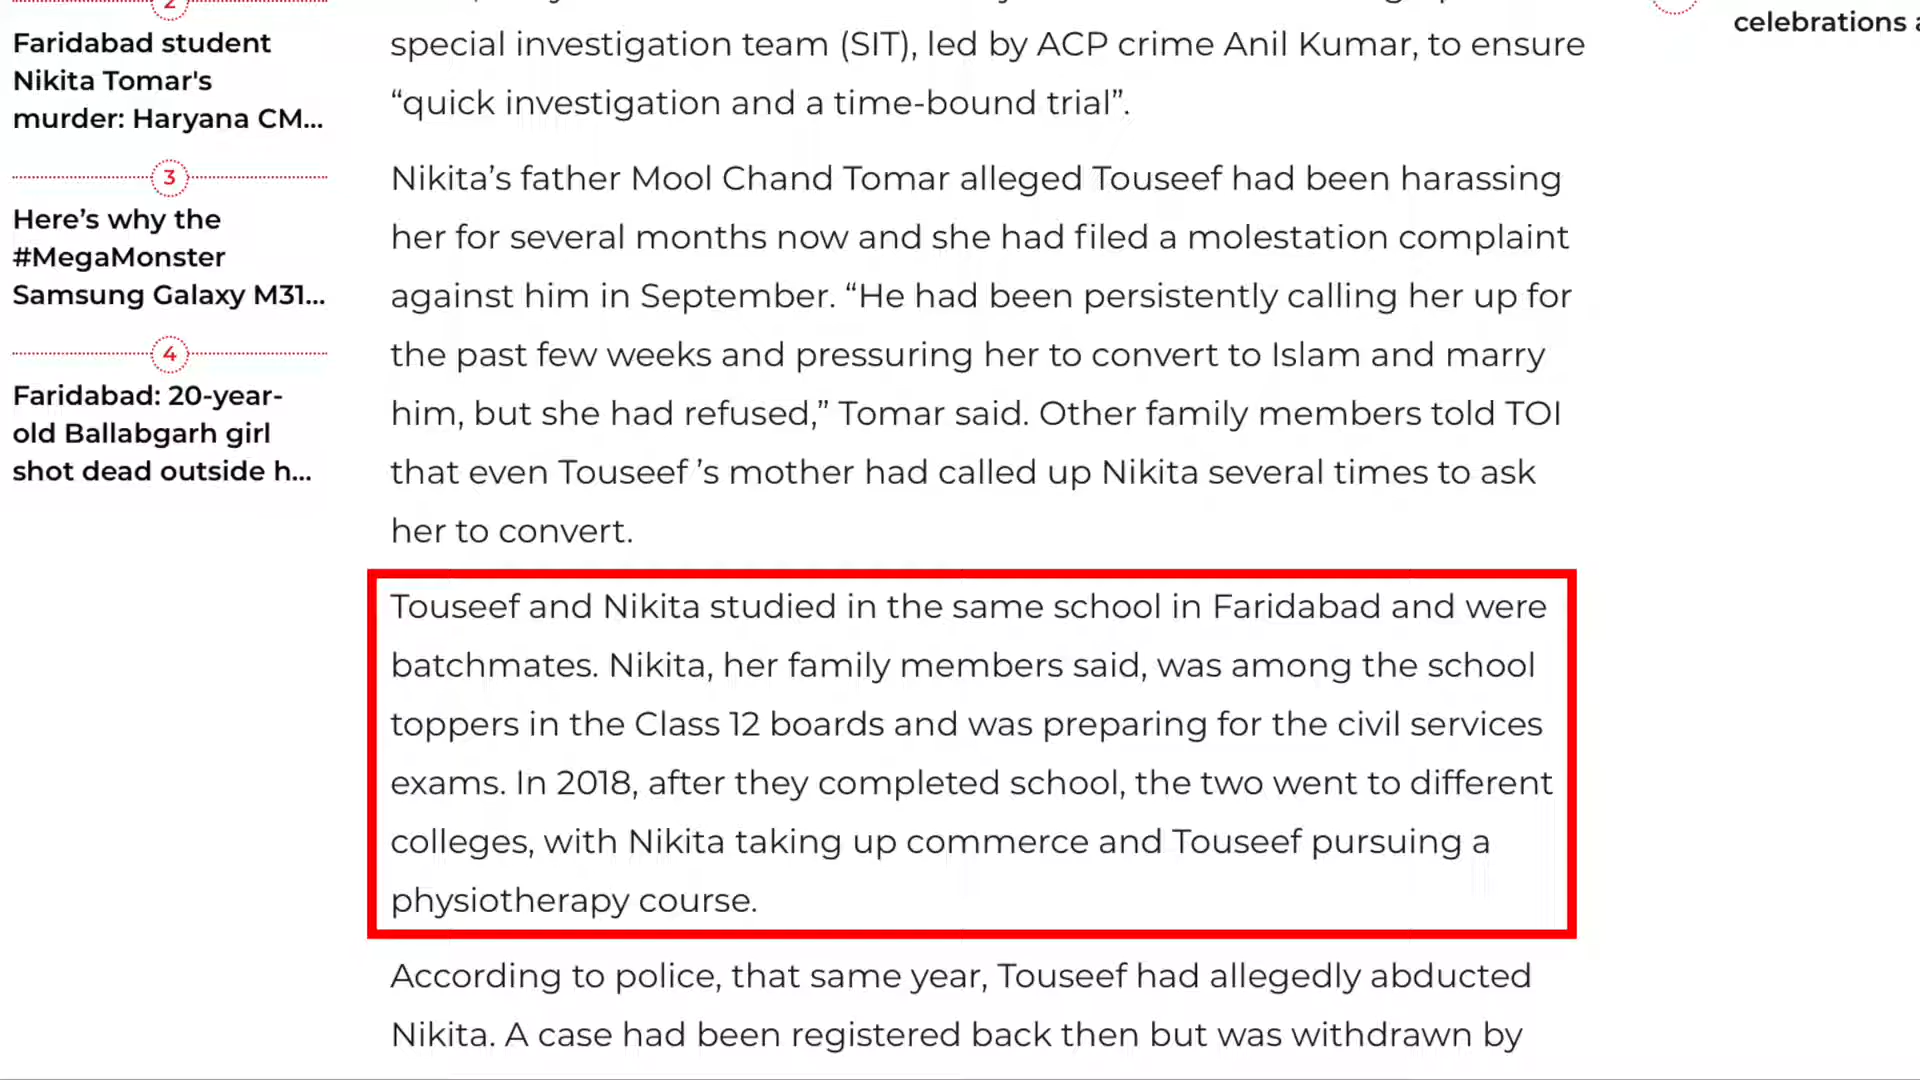 2
Faridabad student
Nikita Tomar's
murder: Haryana CM...
3
Here’s why the
#MegaMonster
Samsung Galaxy M31...
4
Faridabad: 20-year-
old Ballabgarh girl
shot dead outside h...
special investigation team (SIT), led by ACP crime Anil Kumar, to ensure
“quick investigation and a time-bound trial”.
Nikita’s father Mool Chand Tomar alleged Touseef had been harassing
her for several months now and she had filed a molestation complaint
against him in September. “He had been persistently calling her up for
the past few weeks and pressuring her to convert to Islam and marry
him, but she had refused,” Tomar said. Other family members told TOI
that even Touseef ’s mother had called up Nikita several times to ask
her to convert.
Touseef and Nikita studied in the same school in Faridabad and were
batchmates. Nikita, her family members said, was among the school
toppers in the Class 12 boards and was preparing for the civil services
exams. In 2018, after they completed school, the two went to different
colleges, with Nikita taking up commerce and Touseef pursuing a
physiotherapy course.
According to police, that same year, Touseef had allegedly abducted
Nikita. A case had been registered back then but was withdrawn by
celebrations